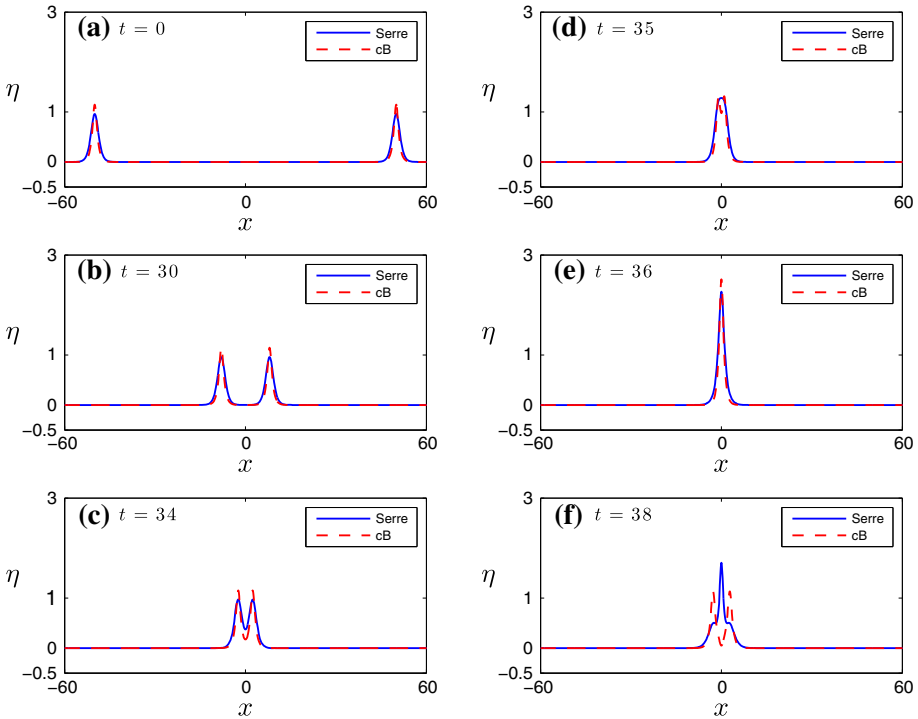 (a) t = 0
Serre
cB
η
3
1
0
−0.5
−60
0
60
x
(d) t = 35
Serre
cB
η
3
1
0
−0.5
−60
0
60
x
(b) t = 30
Serre
cB
η
3
1
0
−0.5
−60
0
60
x
(e) t = 36
Serre
cB
η
3
1
0
−0.5
−60
0
60
x
(c) t = 34
Serre
cB
η
3
1
0
−0.5
−60
0
60
x
(f) t = 38
Serre
cB
η
3
1
0
−0.5
−60
0
60
x